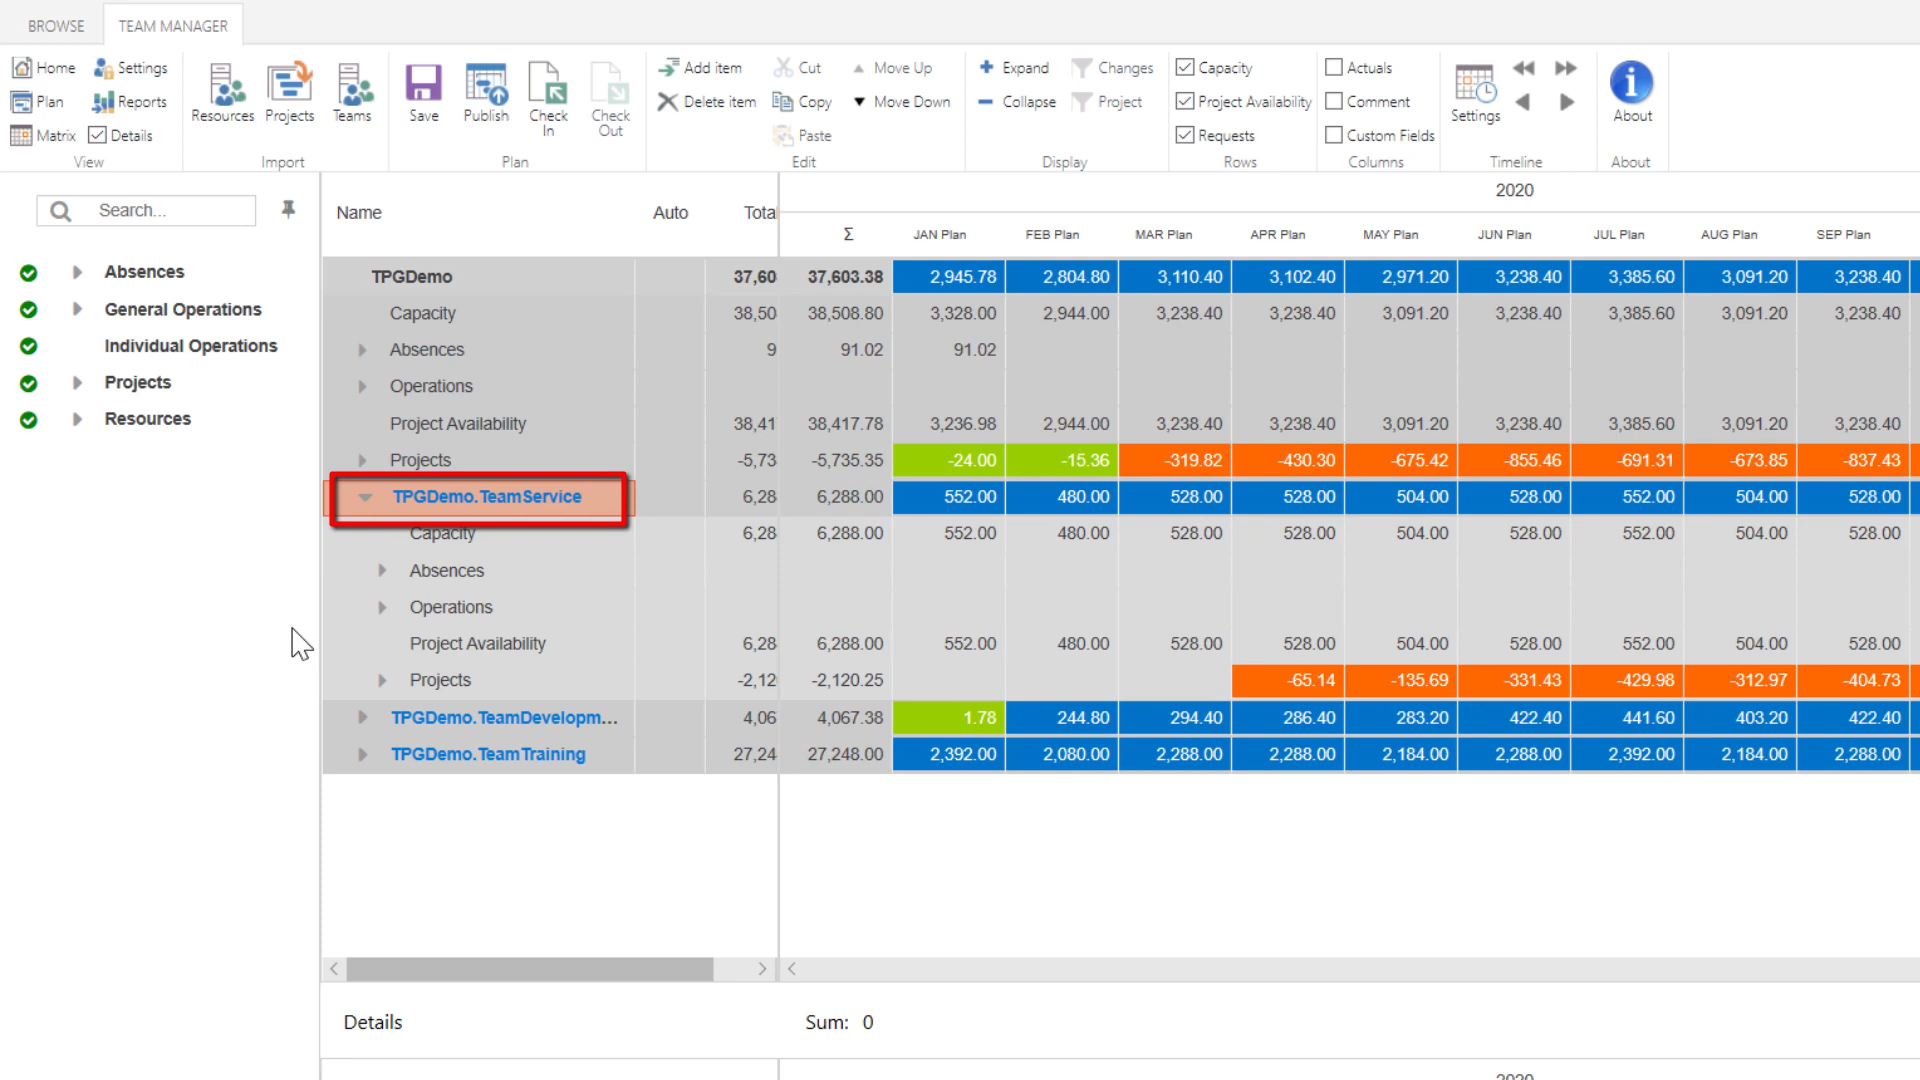 BROWSE TEAM MANAGER
Home Settings
Plan Reports
Matrix Details
View
Resources Projects Teams
Import
Save Publish Check In Check Out
Plan
Add item Cut Move Up
Delete item Copy Move Down
Paste
Edit
Expand Changes
Collapse Project
Display
Capacity
Project Availability
Requests
Rows
Actuals
Comment
Custom Fields
Columns
Settings
Timeline
About
About
Search...
Absences
General Operations
Individual Operations
Projects
Resources
2020
Name Auto Tota
Σ JAN Plan FEB Plan MAR Plan APR Plan MAY Plan JUN Plan JUL Plan AUG Plan SEP Plan
TPGDemo 37,60 37,603.38 2,945.78 2,804.80 3,110.40 3,102.40 2,971.20 3,238.40 3,385.60 3,091.20 3,238.40
Capacity 38,50 38,508.80 3,328.00 2,944.00 3,238.40 3,238.40 3,091.20 3,238.40 3,385.60 3,091.20 3,238.40
Absences 9 91.02 91.02
Operations
Project Availability 38,41 38,417.78 3,236.98 2,944.00 3,238.40 3,238.40 3,091.20 3,238.40 3,385.60 3,091.20 3,238.40
Projects -5,73 -5,735.35 -24.00 -15.36 -319.82 -430.30 -675.42 -855.46 -691.31 -673.85 -837.43
TPGDemo.TeamService 6,28 6,288.00 552.00 480.00 528.00 528.00 504.00 528.00 552.00 504.00 528.00
Capacity 6,28 6,288.00 552.00 480.00 528.00 528.00 504.00 528.00 552.00 504.00 528.00
Absences
Operations
Project Availability 6,28 6,288.00 552.00 480.00 528.00 528.00 504.00 528.00 552.00 504.00 528.00
Projects -2,12 -2,120.25 -65.14 -135.69 -331.43 -429.98 -312.97 -404.73
TPGDemo.TeamDevelopm... 4,06 4,067.38 1.78 244.80 294.40 286.40 283.20 422.40 441.60 403.20 422.40
TPGDemo.TeamTraining 27,24 27,248.00 2,392.00 2,080.00 2,288.00 2,288.00 2,184.00 2,288.00 2,392.00 2,184.00 2,288.00
Details Sum: 0
2020